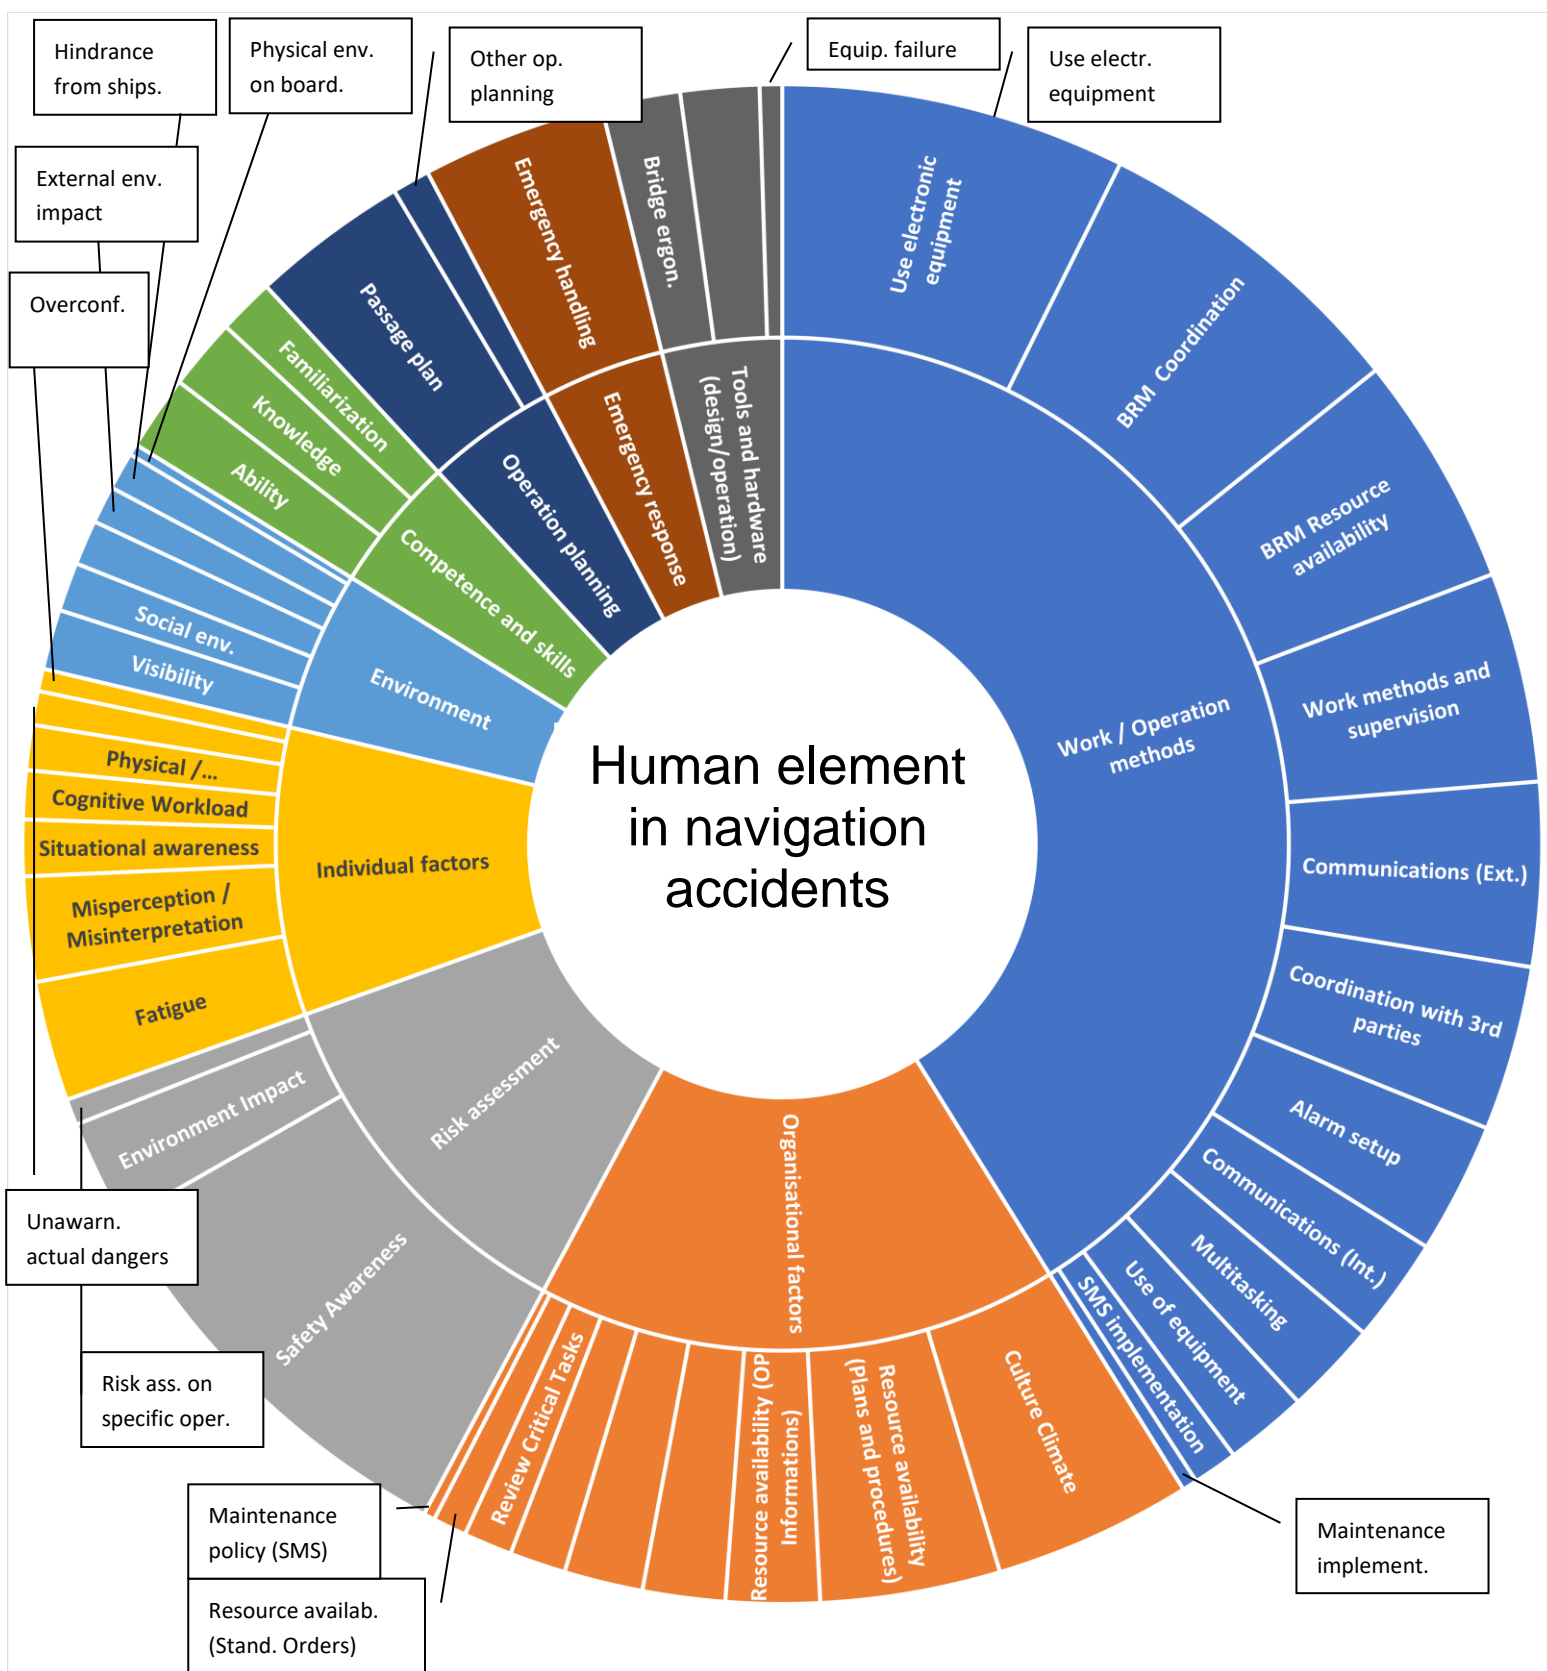 Hindrance
from ships.
Physical env.
on board.
Other op.
planning
Equip. failure
Use electr.
equipment
External env.
impact
Overconf.
Unawarn.
actual dangers
Risk ass. on
specific oper.
Maintenance
policy (SMS)
Resource availab.
(Stand. Orders)
Maintenance
implement.
Human element
in navigation
accidents
Work / Operation
methods
Use electronic
equipment
BRM Coordination
BRM Resource
availability
Work methods and
supervision
Communications (Ext.)
Coordination with 3rd
parties
Alarm setup
Communications (Int.)
Multitasking
Use of equipment
SMS implementation
Organisational factors
Culture Climate
Resource availability
(Plans and procedures)
Resource availability (OP
Informations)
Review Critical Tasks
Risk assessment
Safety Awareness
Environment Impact
Individual factors
Fatigue
Misperception /
Misinterpretation
Situational awareness
Cognitive Workload
Physical /...
Environment
Visibility
Social env.
Competence and skills
Ability
Knowledge
Familiarization
Operation planning
Passage plan
Emergency response
Emergency handling
Tools and hardware
(design/operation)
Bridge ergon.